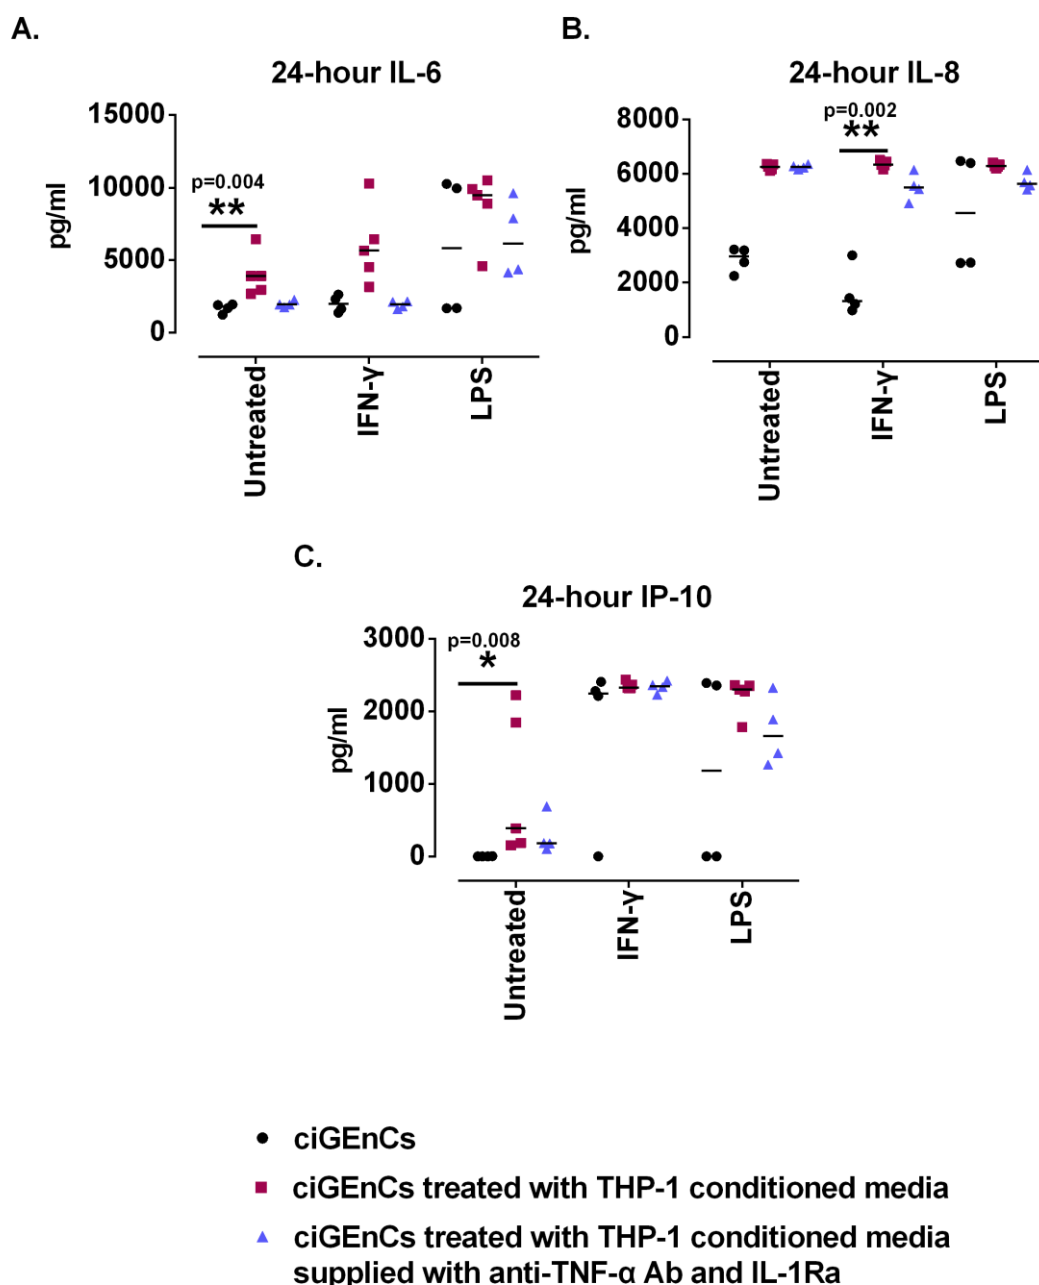 A.
24-hour IL-6
15000
10000
5000
0
pg/ml
p=0.004
**
Untreated
IFN-γ
LPS
B.
24-hour IL-8
8000
6000
4000
2000
0
pg/ml
p=0.002
**
Untreated
IFN-γ
LPS
C.
24-hour IP-10
3000
2000
1000
0
pg/ml
p=0.008
*
Untreated
IFN-γ
LPS
ciGEnCs
ciGEnCs treated with THP-1 conditioned media
ciGEnCs treated with THP-1 conditioned media
supplied with anti-TNF-α Ab and IL-1Ra